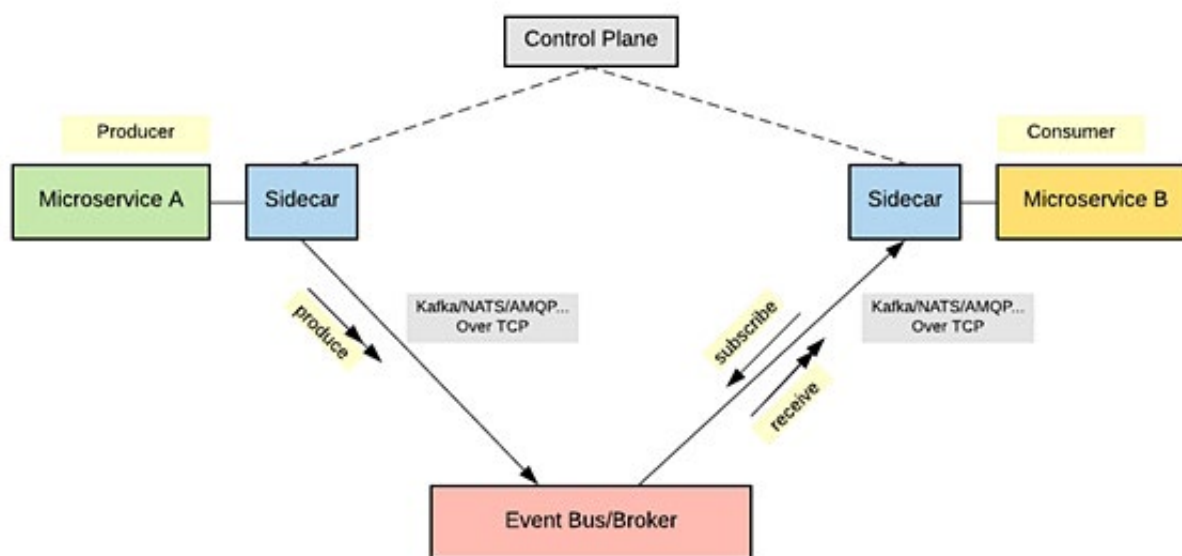 Control Plane
Producer
Consumer
Microservice A
Sidecar
Sidecar
Microservice B
produce
Kafka/NATS/AMQP...
Over TCP
subscribe
receive
Kafka/NATS/AMQP...
Over TCP
Event Bus/Broker